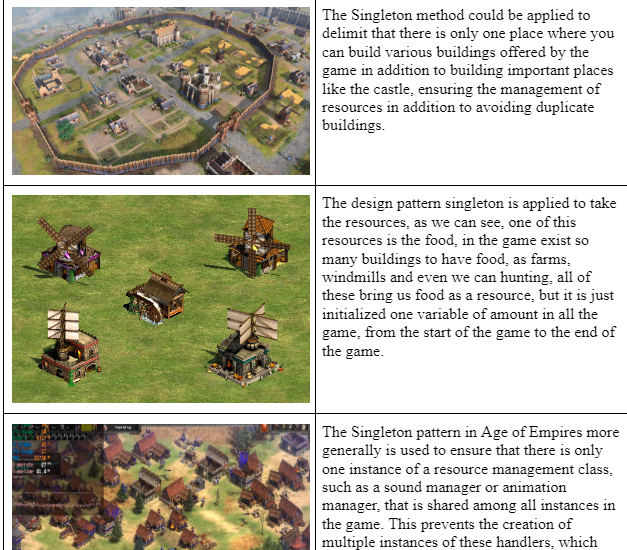 The Singleton method could be applied to
delimit that there is only one place where you
can build various buildings offered by the
game in addition to building important places
like the castle, ensuring the management of
resources in addition to avoiding duplicate
buildings.
The design pattern singleton is applied to take
the resources, as we can see, one of this
resources is the food, in the game exist so
many buildings to have food, as farms,
windmills and even we can hunting, all of
these bring us food as a resource, but it is just
initialized one variable of amount in all the
game, from the start of the game to the end of
the game.
The Singleton pattern in Age of Empires more
generally is used to ensure that there is only
one instance of a resource management class,
such as a sound manager or animation
manager, that is shared among all instances in
the game. This prevents the creation of
multiple instances of these handlers, which